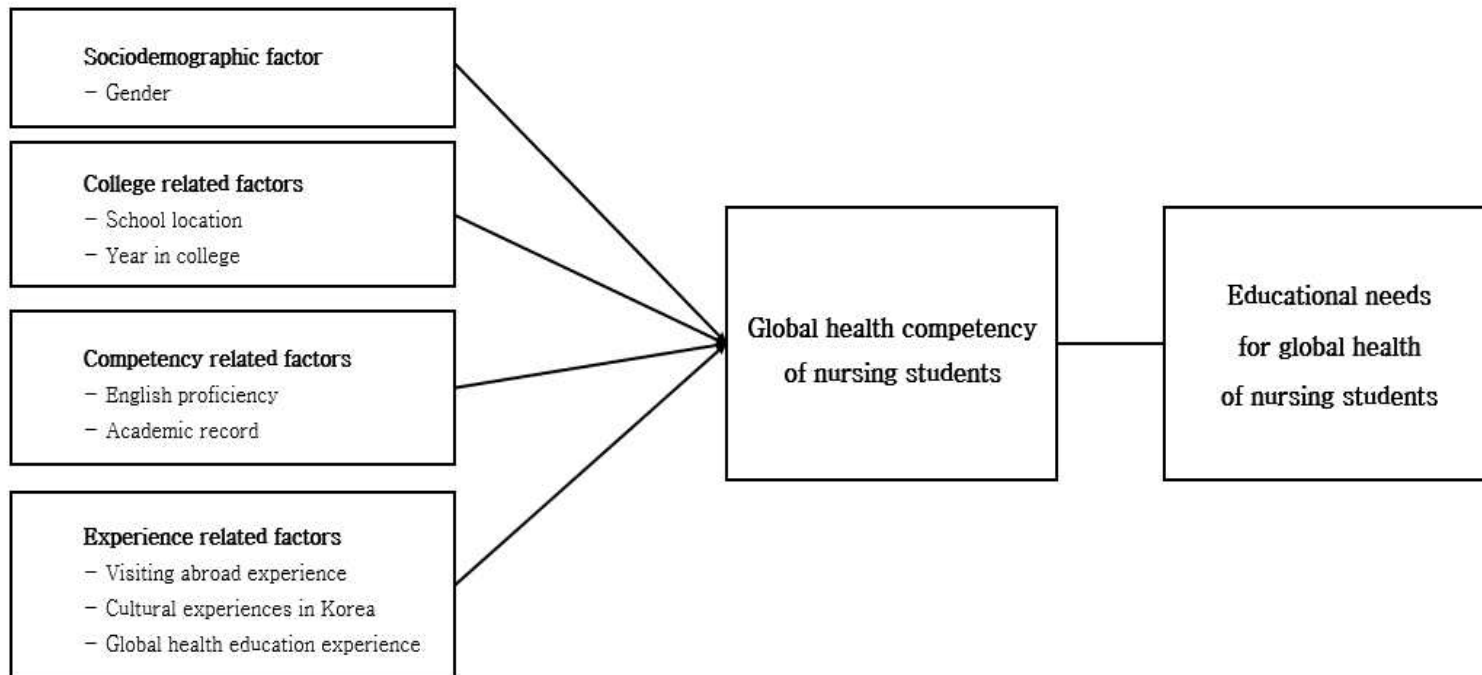 Sociodemographic factor
- Gender
College related factors
- School location
- Year in college
Competency related factors
- English proficiency
- Academic record
Experience related factors
- Visiting abroad experience
- Cultural experiences in Korea
- Global health education experience
Global health competency
of nursing students
Educational needs
for global health
of nursing students